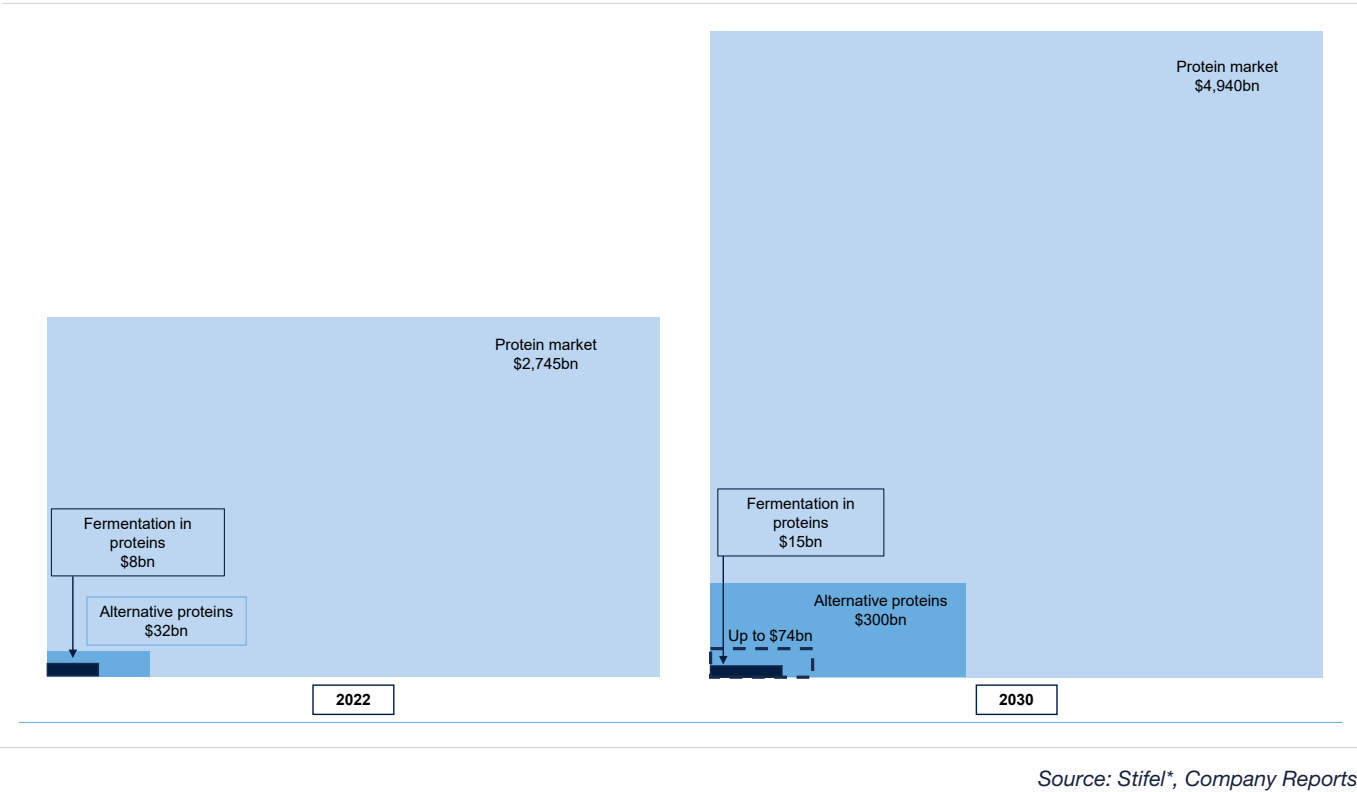 Protein market
$2,745bn
Fermentation in
proteins
$8bn
Alternative proteins
$32bn
2022
Protein market
$4,940bn
Fermentation in
proteins
$15bn
Alternative proteins
$300bn
Up to $74bn
2030
Source: Stifel*, Company Reports